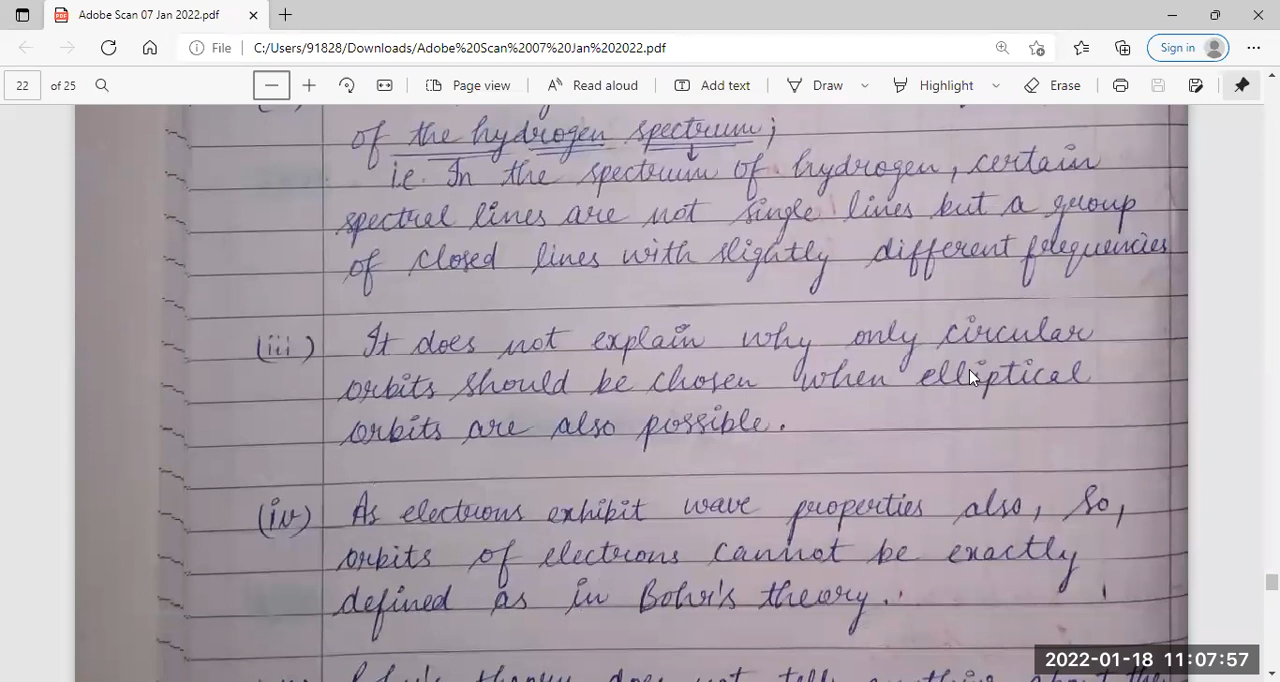 Adobe Scan 07 Jan 2022.pdf
File C:/Users/91828/Downloads/Adobe%20Scan%2007%20Jan%202022.pdf Sign in
22 of 25 Page view Read aloud Add text Draw Highlight Erase
of the hydrogen spectrum;
i.e. In the spectrum of hydrogen, certain
spectrel lines are not single lines but a group
of closed lines with slightly different frequencies
(iii) It does not explain why only circular
orbits should be chosen when elliptical
orbits are also possible.
(iv) As electrons exhibit wave properties also, So,
orbits of electrons cannot be exactly
defined as in Bohr's theory.
2022-01-18 11:07:57